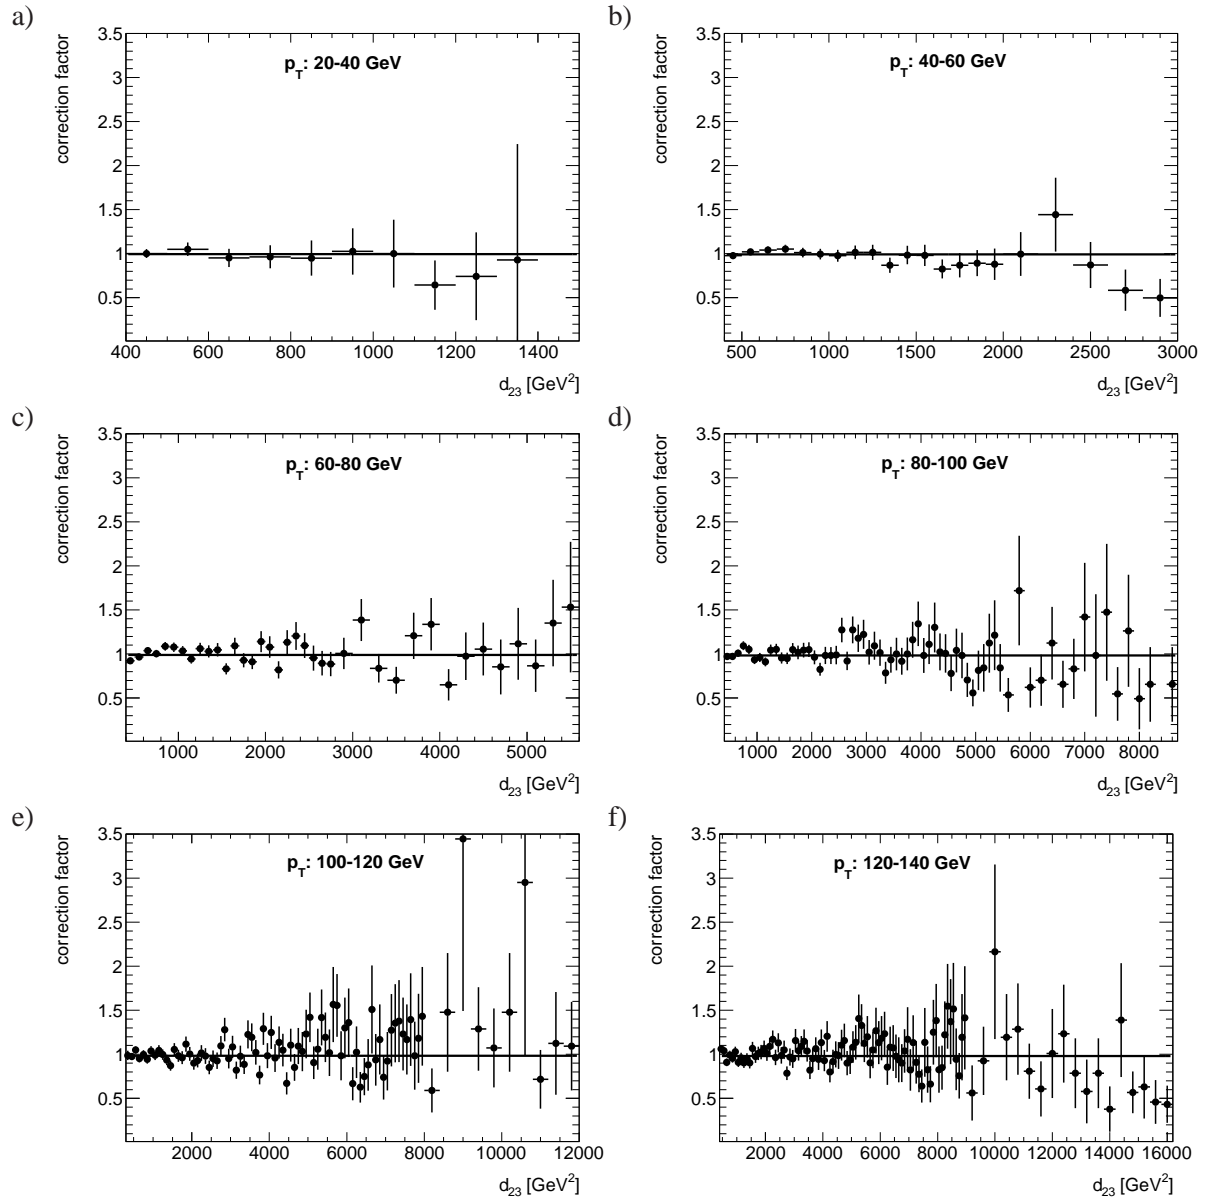 a)
correction factor
p_T: 20-40 GeV
3.5
3
2.5
2
1.5
1
0.5
400 600 800 1000 1200 1400
d_23 [GeV^2]
b)
correction factor
p_T: 40-60 GeV
3.5
3
2.5
2
1.5
1
0.5
500 1000 1500 2000 2500 3000
d_23 [GeV^2]
c)
correction factor
p_T: 60-80 GeV
3.5
3
2.5
2
1.5
1
0.5
1000 2000 3000 4000 5000
d_23 [GeV^2]
d)
correction factor
p_T: 80-100 GeV
3.5
3
2.5
2
1.5
1
0.5
1000 2000 3000 4000 5000 6000 7000 8000
d_23 [GeV^2]
e)
correction factor
p_T: 100-120 GeV
3.5
3
2.5
2
1.5
1
0.5
2000 4000 6000 8000 10000 12000
d_23 [GeV^2]
f)
correction factor
p_T: 120-140 GeV
3.5
3
2.5
2
1.5
1
0.5
2000 4000 6000 8000 10000 12000 14000 16000
d_23 [GeV^2]